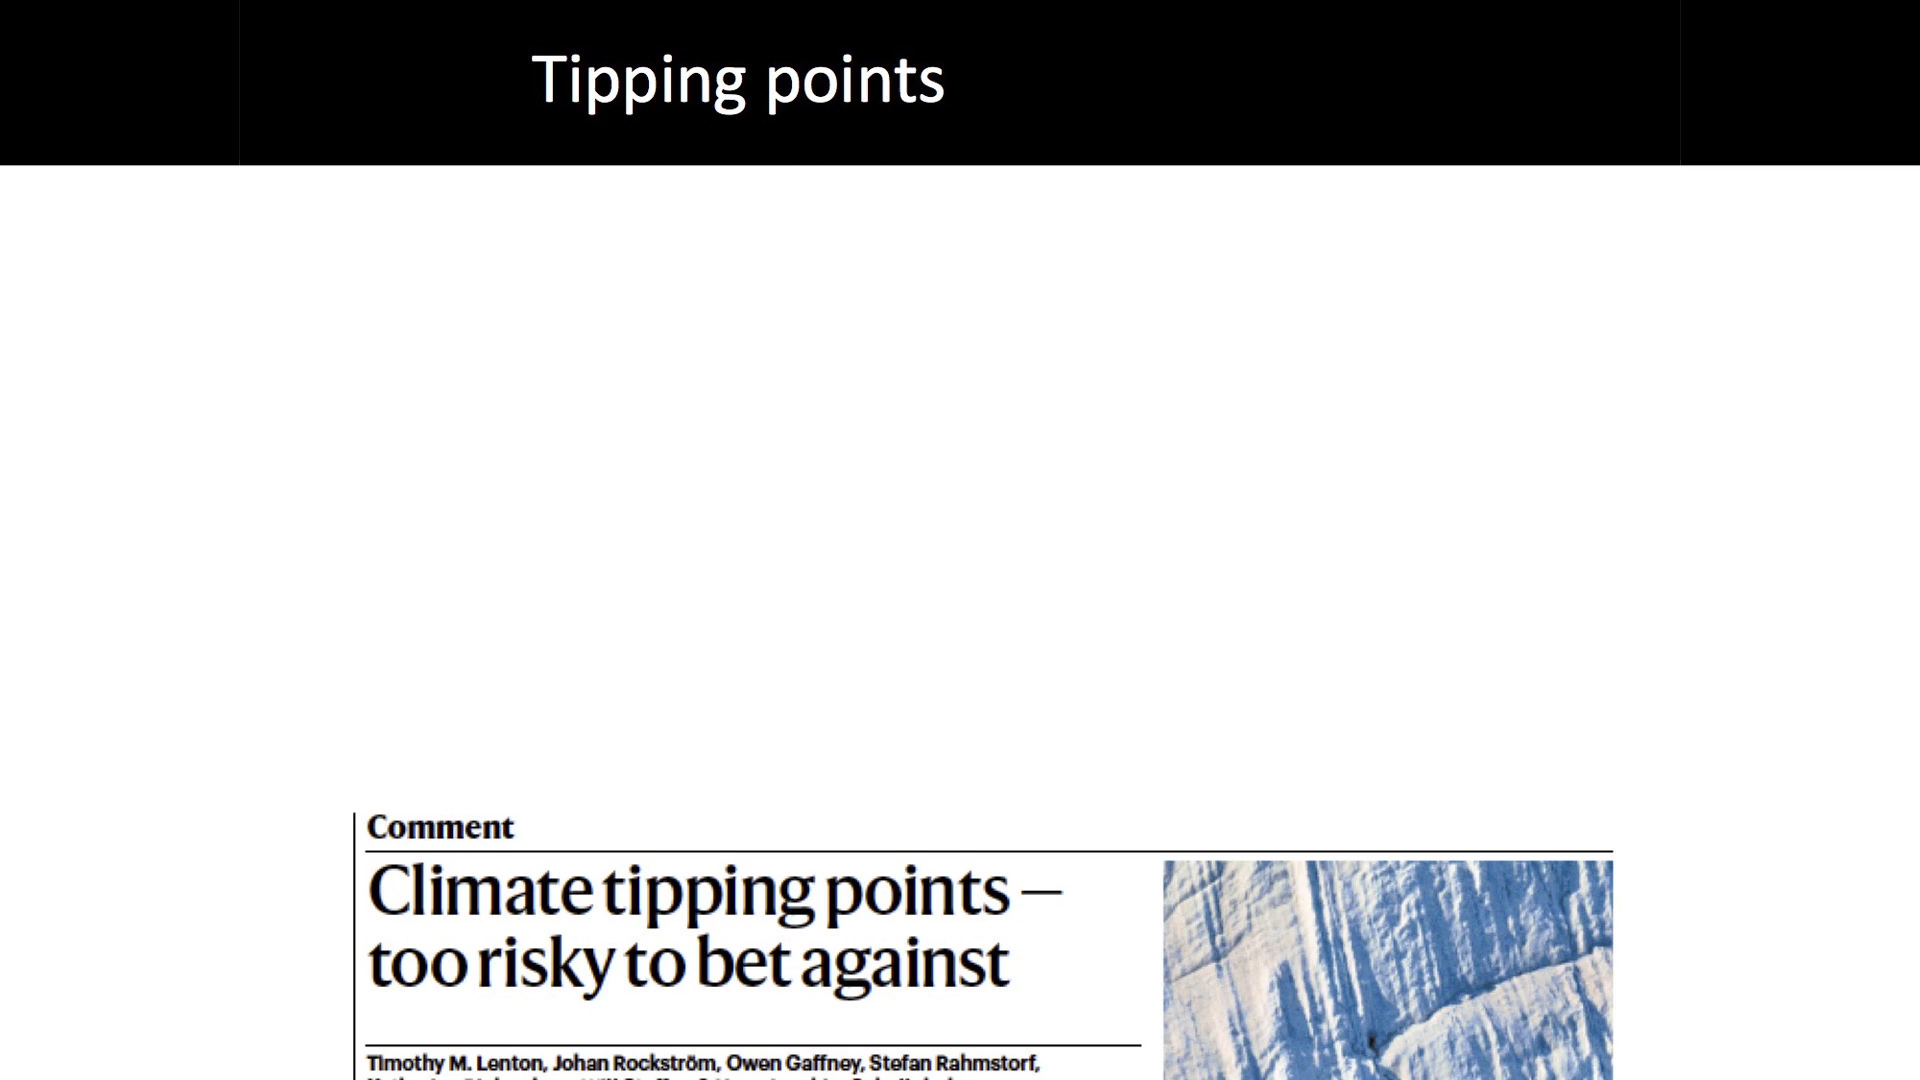 Tipping points
Comment
Climate tipping points –
too risky to bet against
Timothy M. Lenton, Johan Rockström, Owen Gaffney, Stefan Rahmstorf,